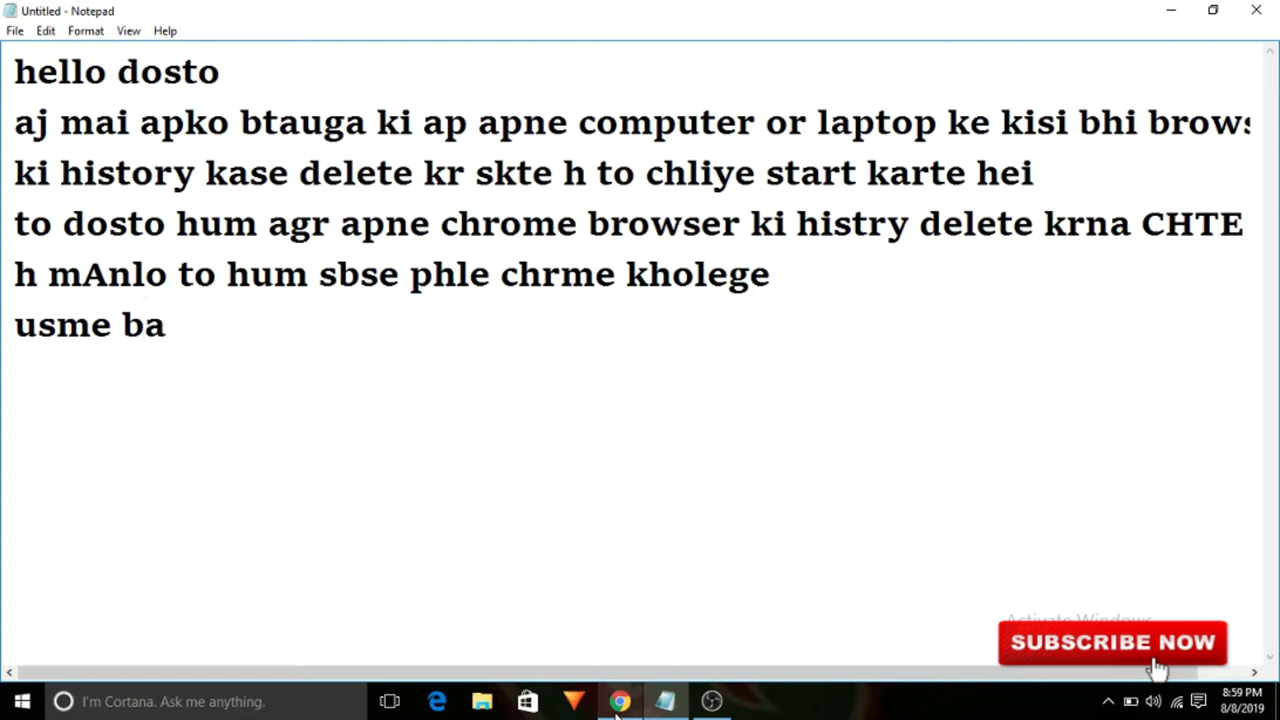 Untitled - Notepad
File Edit Format View Help
hello dosto
aj mai apko btauga ki ap apne computer or laptop ke kisi bhi brows
ki history kase delete kr skte h to chliye start karte hei
to dosto hum agr apne chrome browser ki histry delete krna CHTE
h mAnlo to hum sbse phle chrme kholege
usme ba
Activate Windows
SUBSCRIBE NOW
I'm Cortana. Ask me anything.
8:59 PM
8/8/2019